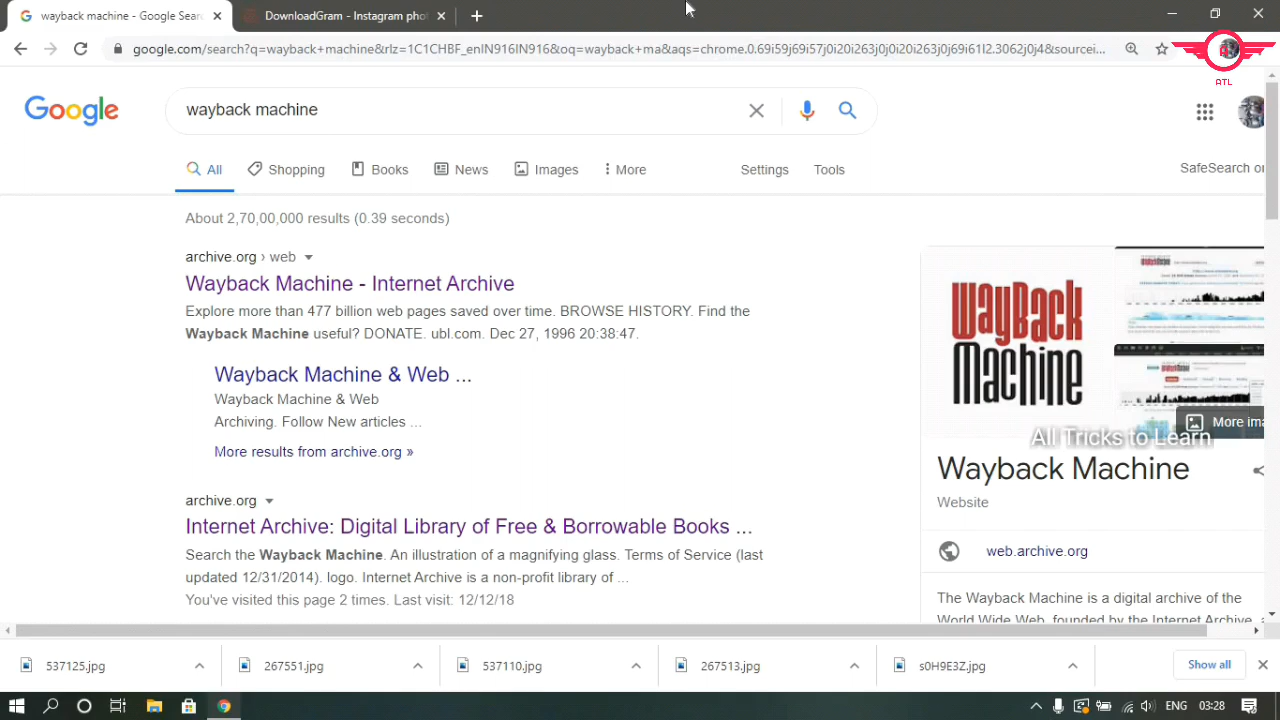 wayback machine - Google Sear
DownloadGram - Instagram pho
google.com/search?q=wayback+machine&rlz=1C1CHBF_enIN916IN916&oq=wayback+ma&aqs=chrome.0.69i59j69i57j0i20i263j0j0i20i263j0j69i61l2.3062j0j4&sourcei...
ATL
Google
wayback machine
All
Shopping
Books
News
Images
More
Settings
Tools
SafeSearch on
About 2,70,00,000 results (0.39 seconds)
archive.org › web
Wayback Machine - Internet Archive
Explore more than 477 billion web pages saved over time. BROWSE HISTORY. Find the
Wayback Machine useful? DONATE. ubl.com. Dec 27, 1996 20:38:47.
Wayback Machine & Web ...
Wayback Machine & Web
Archiving. Follow New articles ...
More results from archive.org »
archive.org
Internet Archive: Digital Library of Free & Borrowable Books ...
Search the Wayback Machine. An illustration of a magnifying glass. Terms of Service (last
updated 12/31/2014). logo. Internet Archive is a non-profit library of ...
You've visited this page 2 times. Last visit: 12/12/18
WayBack
Machine
More ima
All Tricks to Learn
Wayback Machine
Website
web.archive.org
The Wayback Machine is a digital archive of the
World Wide Web, founded by the Internet Archive, a
537125.jpg
267551.jpg
537110.jpg
267513.jpg
s0H9E3Z.jpg
Show all
ENG
03:28